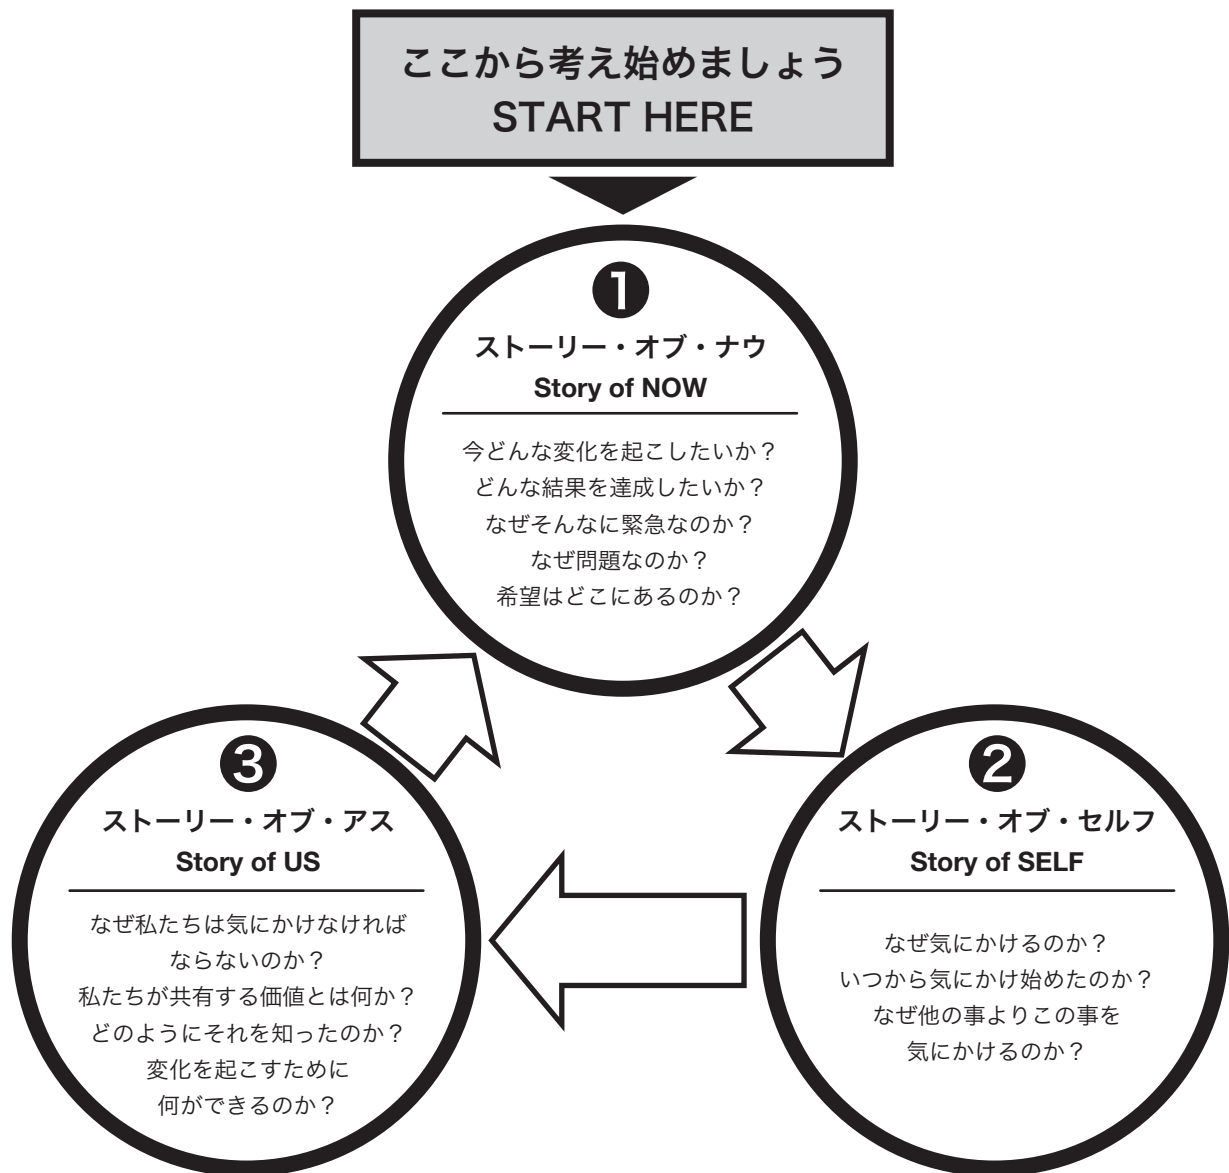 ここから考え始めましょう
START HERE
1
ストーリー・オブ・ナウ
Story of NOW
今どんな変化を起こしたいか？
どんな結果を達成したいか？
なぜそんなに緊急なのか？
なぜ問題なのか？
希望はどこにあるのか？
2
ストーリー・オブ・セルフ
Story of SELF
なぜ気にかけるのか？
いつから気にかけ始めたのか？
なぜ他の事よりこの事を
気にかけるのか？
3
ストーリー・オブ・アス
Story of US
なぜ私たちは気にかけなければ
ならないのか？
私たちが共有する価値とは何か？
どのようにそれを知ったのか？
変化を起こすために
何ができるのか？